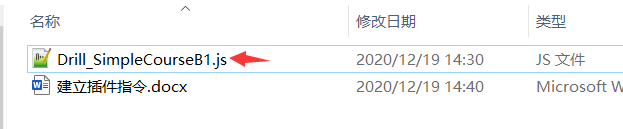 名称 修改日期 类型
Drill_SimpleCourseB1.js 2020/12/19 14:30 JS 文件
建立插件指令.docx 2020/12/19 14:40 Microsoft W